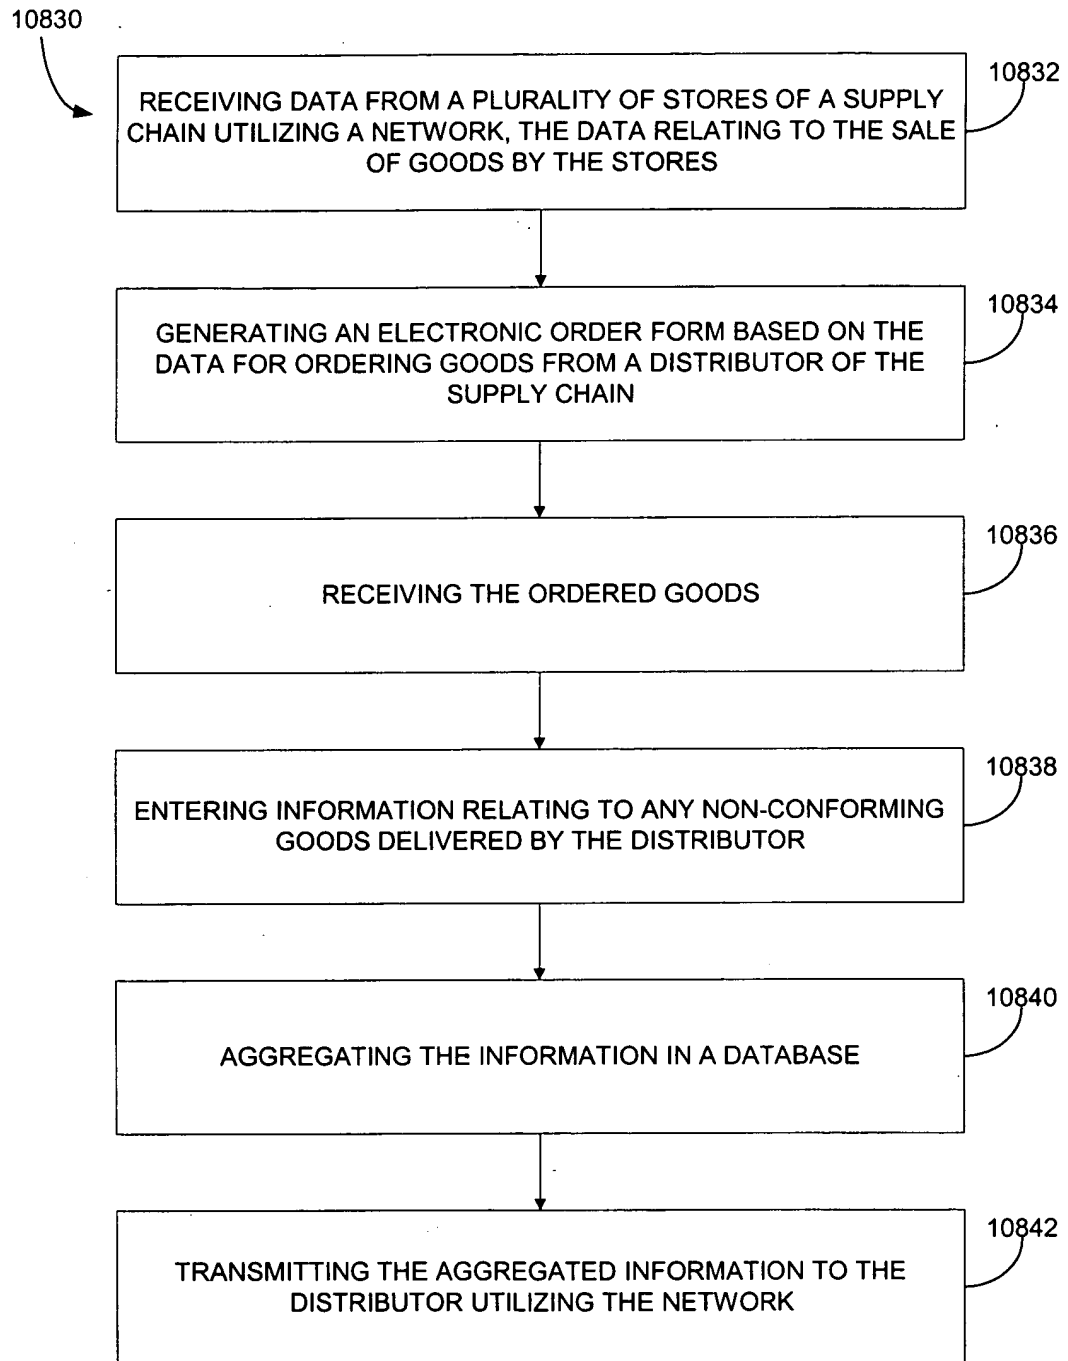 10830
10832
RECEIVING DATA FROM A PLURALITY OF STORES OF A SUPPLY
CHAIN UTILIZING A NETWORK, THE DATA RELATING TO THE SALE
OF GOODS BY THE STORES
10834
GENERATING AN ELECTRONIC ORDER FORM BASED ON THE
DATA FOR ORDERING GOODS FROM A DISTRIBUTOR OF THE
SUPPLY CHAIN
10836
RECEIVING THE ORDERED GOODS
10838
ENTERING INFORMATION RELATING TO ANY NON-CONFORMING
GOODS DELIVERED BY THE DISTRIBUTOR
10840
AGGREGATING THE INFORMATION IN A DATABASE
10842
TRANSMITTING THE AGGREGATED INFORMATION TO THE
DISTRIBUTOR UTILIZING THE NETWORK